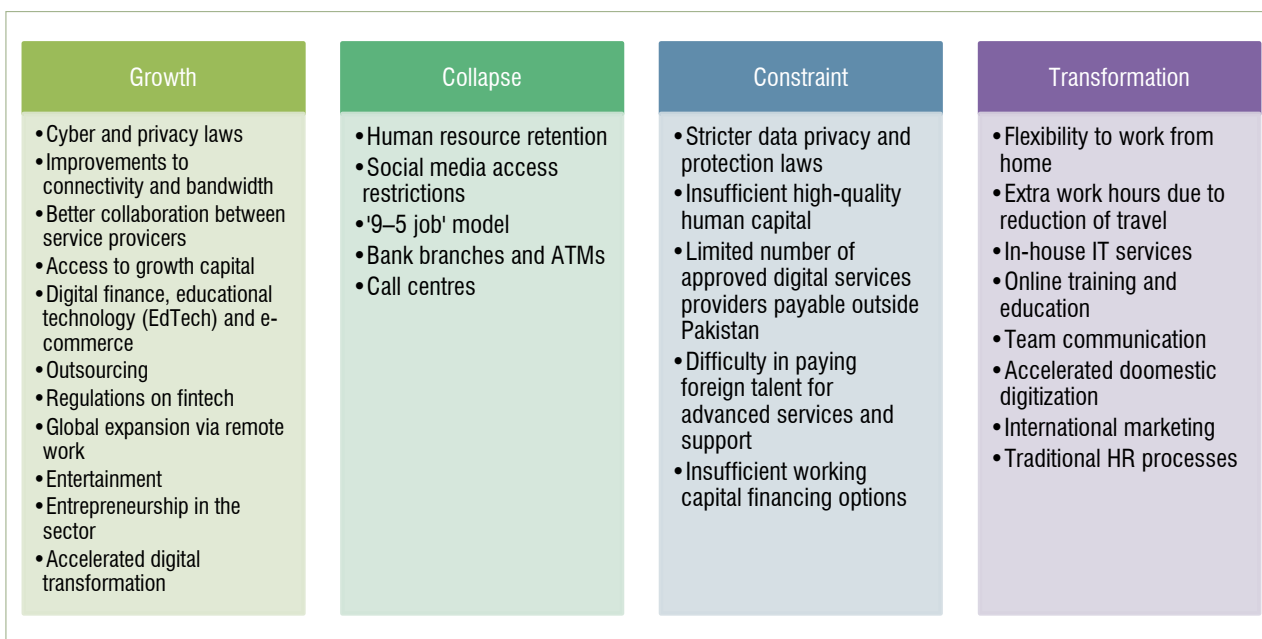 Growth
• Cyber and privacy laws
• Improvements to
connectivity and bandwidth
• Better collaboration between
service provicers
• Access to growth capital
• Digital finance, educational
technology (EdTech) and e-
commerce
• Outsourcing
• Regulations on fintech
• Global expansion via remote
work
• Entertainment
• Entrepreneurship in the
sector
• Accelerated digital
transformation
Collapse
• Human resource retention
• Social media access
restrictions
• '9–5 job' model
• Bank branches and ATMs
• Call centres
Constraint
• Stricter data privacy and
protection laws
• Insufficient high-quality
human capital
• Limited number of
approved digital services
providers payable outside
Pakistan
• Difficulty in paying
foreign talent for
advanced services and
support
• Insufficient working
capital financing options
Transformation
• Flexibility to work from
home
• Extra work hours due to
reduction of travel
• In-house IT services
• Online training and
education
• Team communication
• Accelerated doomestic
digitization
• International marketing
• Traditional HR processes